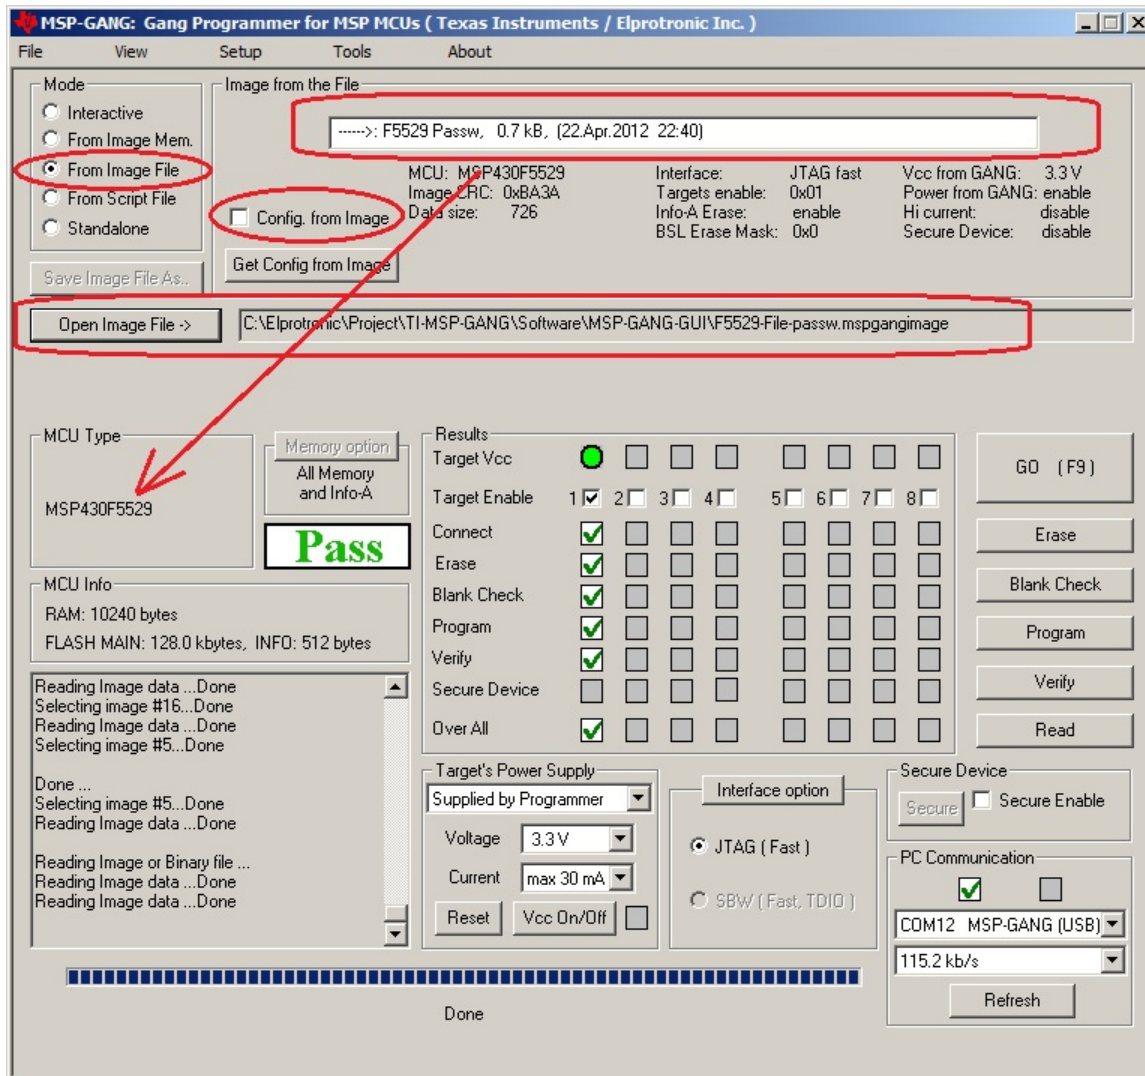 MSP-GANG: Gang Programmer for MSP MCUs ( Texas Instruments / Elprotronic Inc. )
File View Setup Tools About
Mode
Interactive
From Image Mem.
From Image File
From Script File
Standalone
Save Image File As..
Image from the File
----->: F5529 Passw, 0.7 kB, (22.Apr.2012 22:40)
Config. from Image
Get Config from Image
MCU: MSP430F5529
Image CRC: 0xBA3A
Data size: 726
Interface: JTAG fast
Targets enable: 0x01
Info-A Erase: enable
BSL Erase Mask: 0x0
Vcc from GANG: 3.3 V
Power from GANG: enable
Hi current: disable
Secure Device: disable
Open Image File ->
C:\Elprotronic\Project\TI-MSP-GANG\Software\MSP-GANG-GUI\F5529-File-passw.mspgangimage
MCU Type
MSP430F5529
Memory option
All Memory
and Info-A
Pass
MCU Info
RAM: 10240 bytes
FLASH MAIN: 128.0 kbytes, INFO: 512 bytes
Reading Image data ...Done
Selecting image #16...Done
Reading Image data ...Done
Selecting image #5...Done
Done ...
Selecting image #5...Done
Reading Image data ...Done
Reading Image or Binary file ...
Reading Image data ...Done
Reading Image data ...Done
Results
Target Vcc
Target Enable 1 2 3 4 5 6 7 8
Connect
Erase
Blank Check
Program
Verify
Secure Device
Over All
GO (F9)
Erase
Blank Check
Program
Verify
Read
Target's Power Supply
Supplied by Programmer
Voltage 3.3 V
Current max 30 mA
Reset Vcc On/Off
Interface option
JTAG ( Fast )
SBW ( Fast, TDIO )
Secure Device
Secure Secure Enable
PC Communication
COM12 MSP-GANG (USB)
115.2 kb/s
Refresh
Done